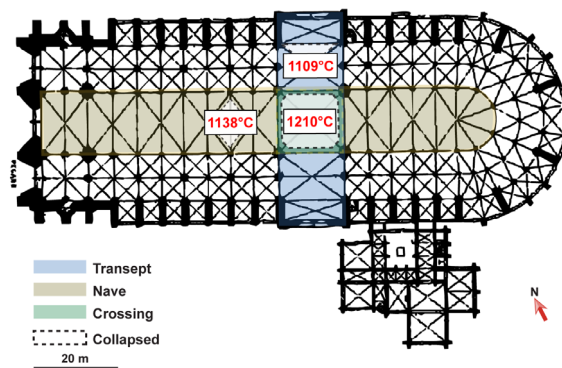 1109°C
1138°C
1210°C
Transept
Nave
Crossing
Collapsed
20 m
N